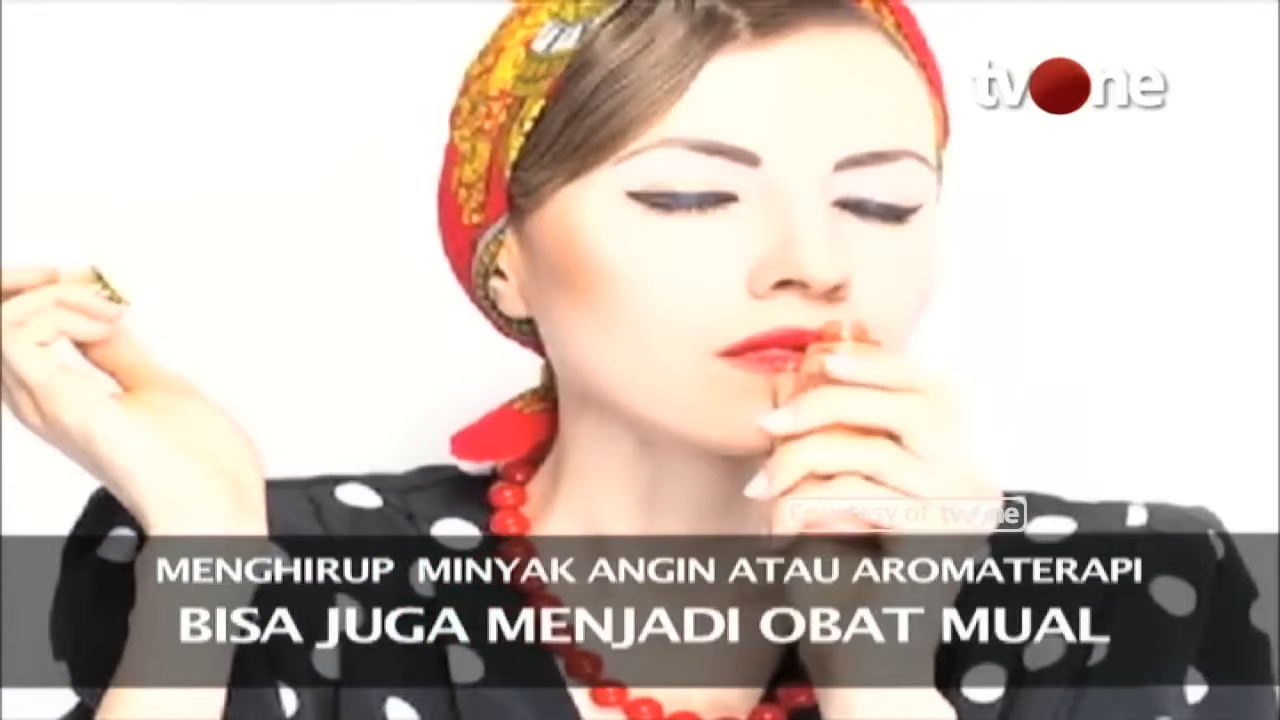 tvOne
Courtesy of tvOne
MENGHIRUP MINYAK ANGIN ATAU AROMATERAPI
BISA JUGA MENJADI OBAT MUAL